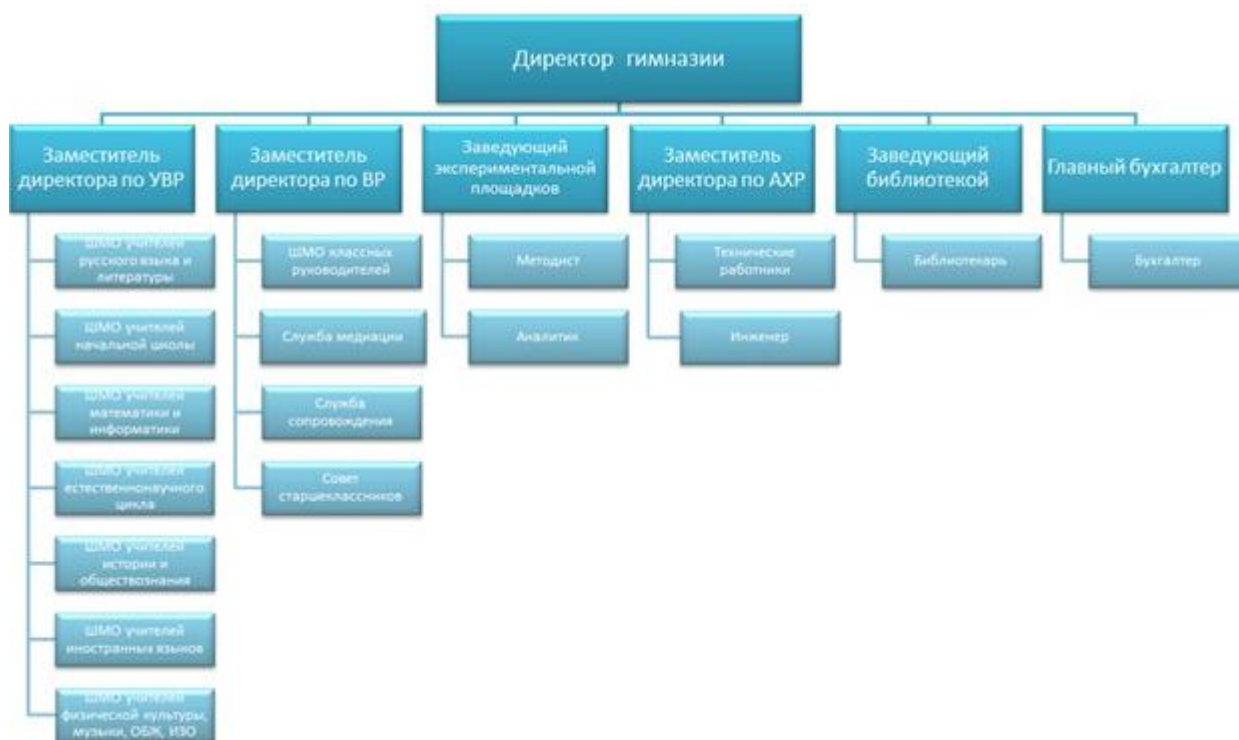 Директор гимназии
Заместитель
директора по УВР
Заместитель
директора по ВР
Заведующий
экспериментальной
площадков
Заместитель
директора по АХР
Заведующий
библиотекой
Главный бухгалтер
ШМО учителей
русского языка и
литературы
ШМО учителей
начальной школы
ШМО учителей
математики и
информатики
ШМО учителей
естественнонаучного
цикла
ШМО учителей
истории и
обществознания
ШМО учителей
иностранных языков
ШМО учителей
физической культуры,
музыки, ОБЖ, ИЗО
ШМО классных
руководителей
Служба медиации
Служба
сопровождения
Совет
старшеклассников
Методист
Аналитик
Технические
работники
Инженер
Библиотекарь
Бухгалтер